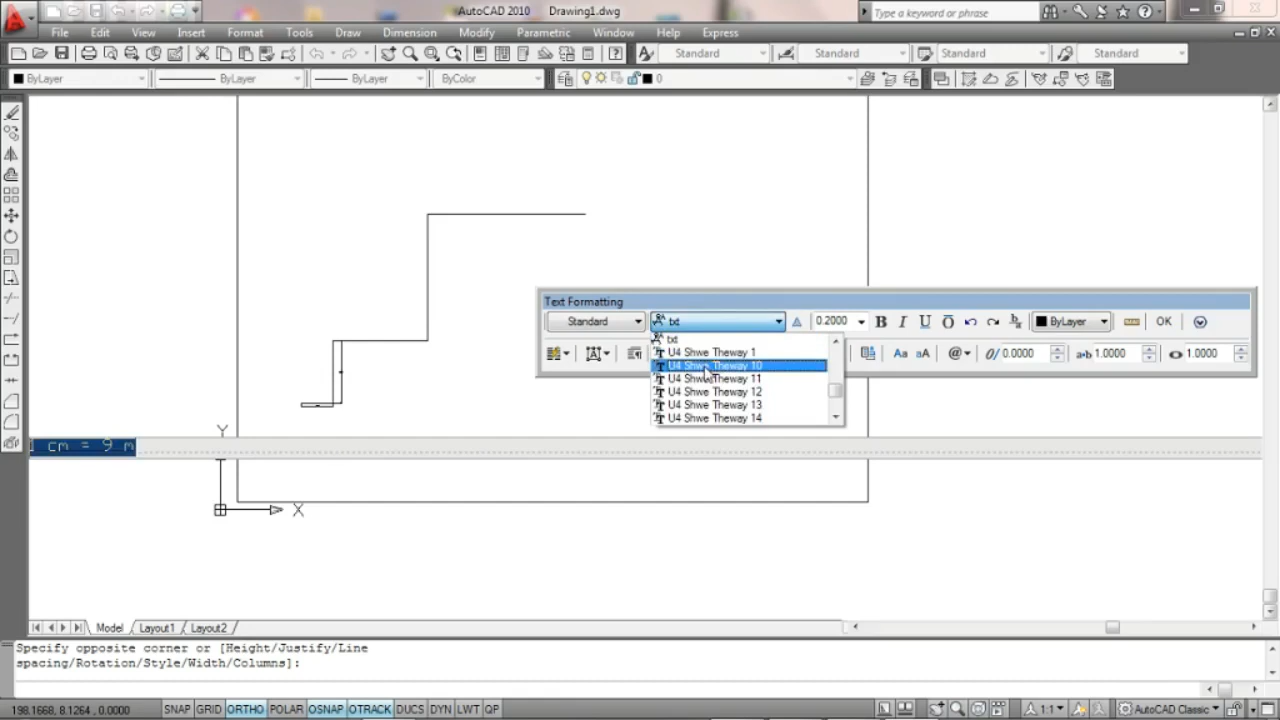 AutoCAD 2010 Drawing1.dwg
Type a keyword or phrase
File Edit View Insert Format Tools Draw Dimension Modify Parametric Window Help Express
Standard Standard Standard Standard
ByLayer ByLayer ByLayer ByColor 0
Text Formatting
Standard txt 0.2000 B I U O ByLayer OK
txt
U4 Shwe Theway 1
U4 Shwe Theway 10
U4 Shwe Theway 11
U4 Shwe Theway 12
U4 Shwe Theway 13
U4 Shwe Theway 14
Aa aA @ 0/ 0.0000 a•b 1.0000 1.0000
Y
1 cm = 9 m
X
Model Layout1 Layout2
Specify opposite corner or [Height/Justify/Line
spacing/Rotation/Style/Width/Columns]:
198.1668, 8.1264 , 0.0000 SNAP GRID ORTHO POLAR OSNAP OTRACK DUCS DYN LWT QP 1:1 AutoCAD Classic